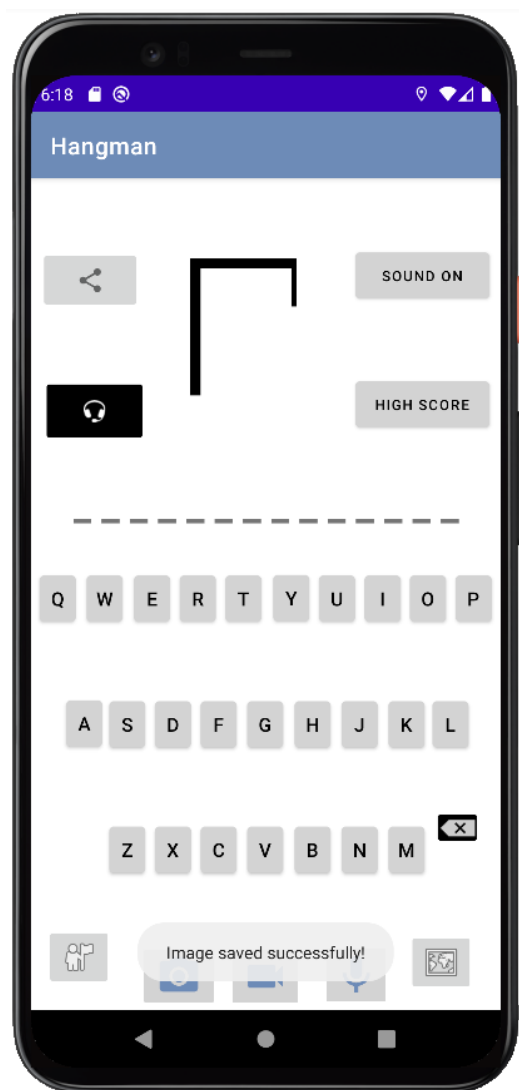 6:18
Hangman
SOUND ON
HIGH SCORE
Q W E R T Y U I O P
A S D F G H J K L
Z X C V B N M
Image saved successfully!